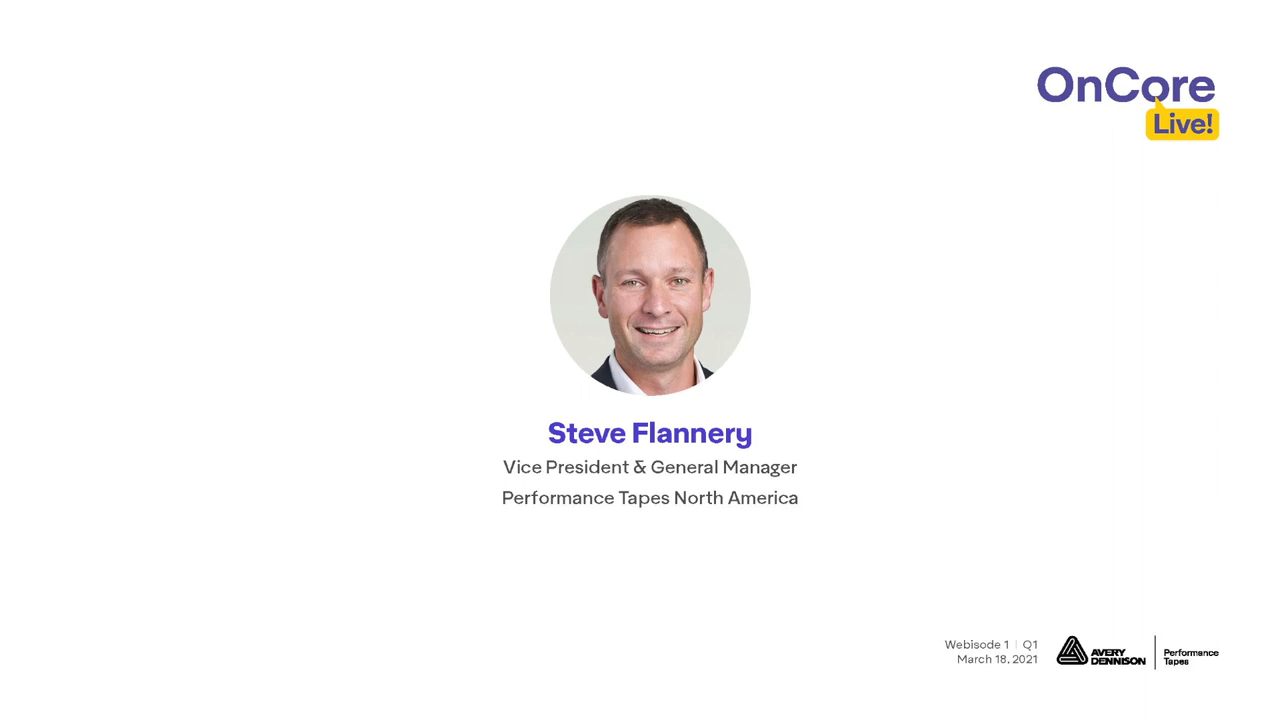 OnCore
Live!
Steve Flannery
Vice President & General Manager
Performance Tapes North America
Webisode 1 | Q1
March 18, 2021
AVERY
DENNISON
Performance
Tapes